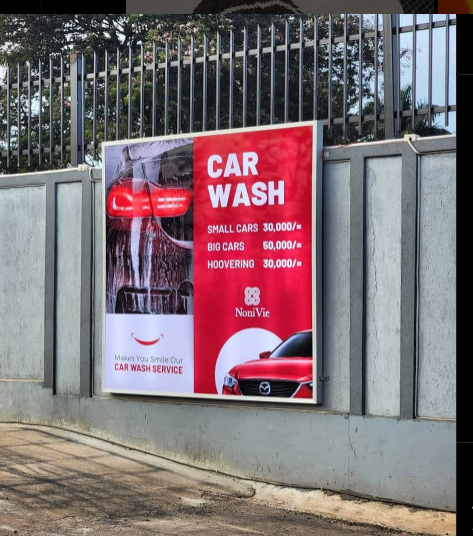 CAR
WASH
SMALL CARS 30,000/=
BIG CARS 50,000/=
HOOVERING 30,000/=
NoniVie
Makes You Smile Our
CAR WASH SERVICE